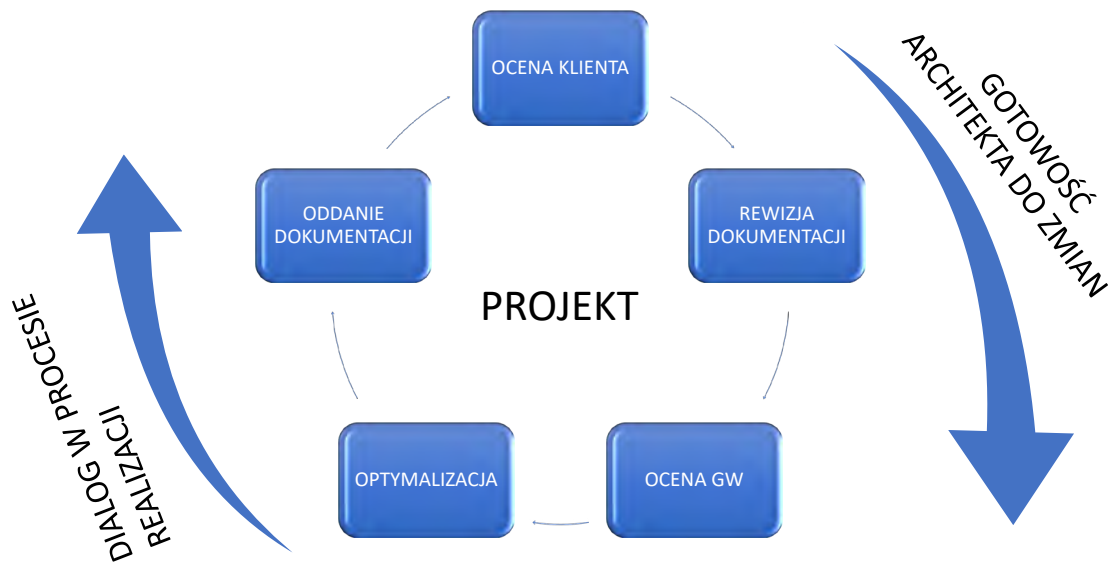 OCENA KLIENTA
REWIZJA
DOKUMENTACJI
OCENA GW
OPTYMALIZACJA
ODDANIE
DOKUMENTACJI
PROJEKT
GOTOWOŚĆ
ARCHITEKTA DO ZMIAN
DIALOG W PROCESIE
REALIZACJI